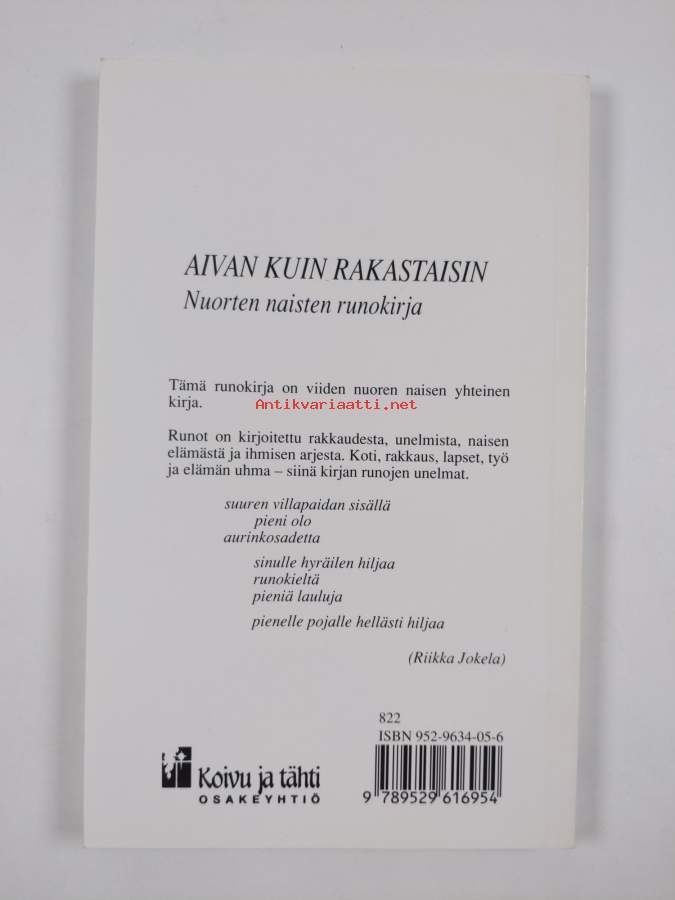 AIVAN KUIN RAKASTAISIN
Nuorten naisten runokirja
Tämä runokirja on viiden nuoren naisen yhteinen
kirja.
Antikvariaatti.net
Runot on kirjoitettu rakkaudesta, unelmista, naisen
elämästä ja ihmisen arjesta. Koti, rakkaus, lapset, työ
ja elämän uhma – siinä kirjan runojen unelmat.
suuren villapaidan sisällä
pieni olo
aurinkosadetta
sinulle hyräilen hiljaa
runokieltä
pieniä lauluja
pienelle pojalle hellästi hiljaa
(Riikka Jokela)
822
ISBN 952-9634-05-6
Koivu ja tähti
OSAKEYHTIÖ
9 789529 616954